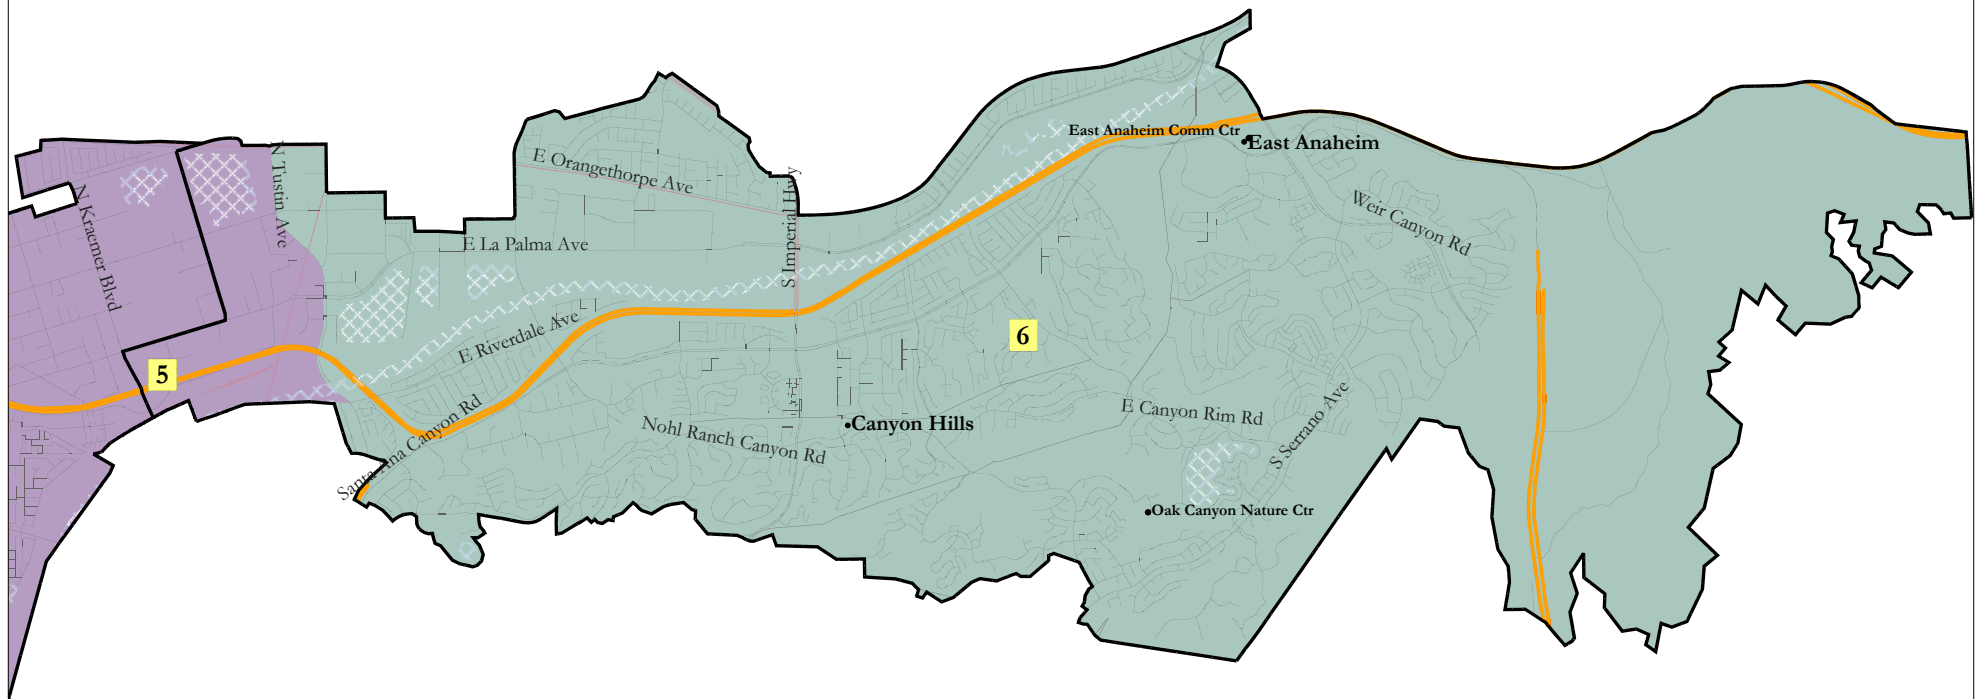 East Anaheim Comm Ctr
East Anaheim
E Orangethorpe Ave
N Tustin Ave
N Kraemer Blvd
S Imperial Hwy
Weir Canyon Rd
E La Palma Ave
E Riverdale Ave
6
5
Santa Ana Canyon Rd
Nohl Ranch Canyon Rd
Canyon Hills
E Canyon Rim Rd
S Serrano Ave
Oak Canyon Nature Ctr